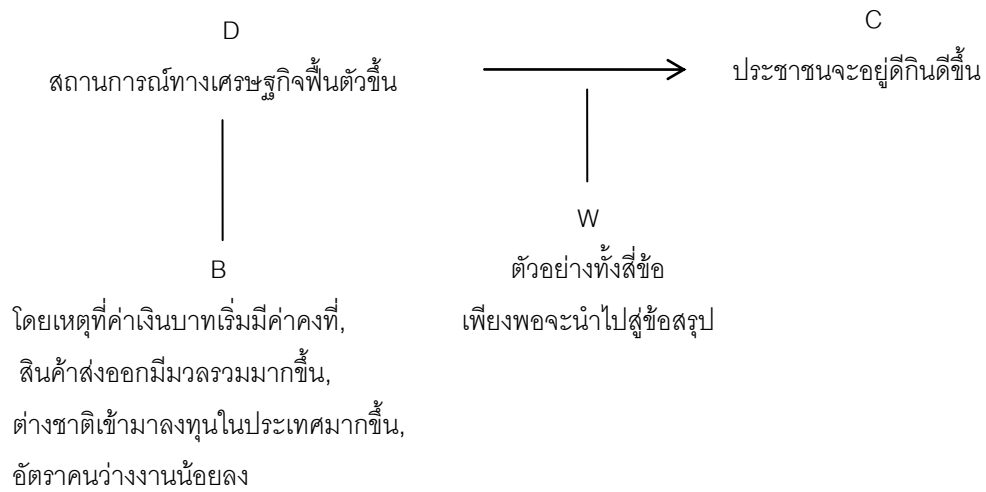 D
สถานการณ์ทางเศรษฐกิจฟื้นตัวขึ้น
C
ประชาชนจะอยู่ดีกินดีขึ้น
B
โดยเหตุที่ค่าเงินบาทเริ่มมีค่าคงที่,
สินค้าส่งออกมีมวลรวมมากขึ้น,
ต่างชาติเข้ามาลงทุนในประเทศมากขึ้น,
อัตราคนว่างงานน้อยลง
W
ตัวอย่างทั้งสี่ข้อ
เพียงพอจะนำไปสู่ข้อสรุป